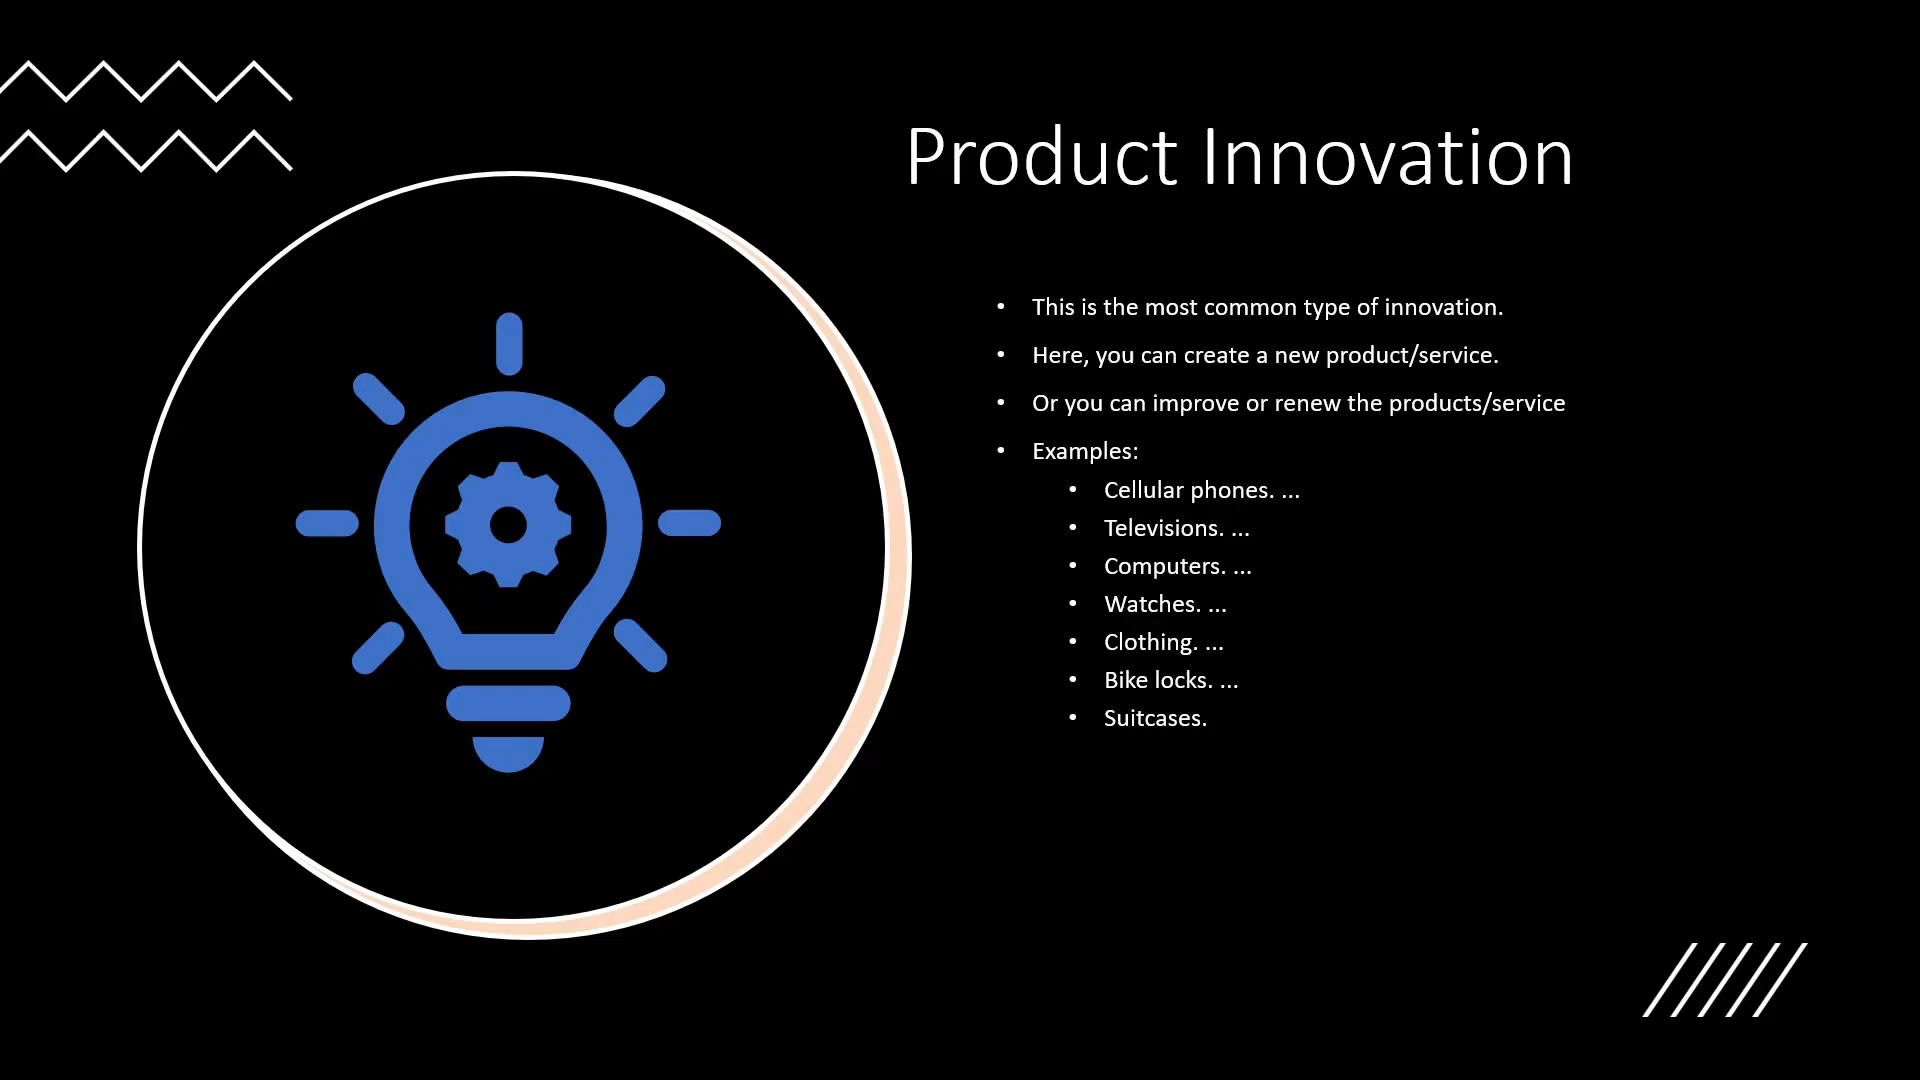 Product Innovation
• This is the most common type of innovation.
• Here, you can create a new product/service.
• Or you can improve or renew the products/service
• Examples:
• Cellular phones. ...
• Televisions. ...
• Computers. ...
• Watches. ...
• Clothing. ...
• Bike locks. ...
• Suitcases.